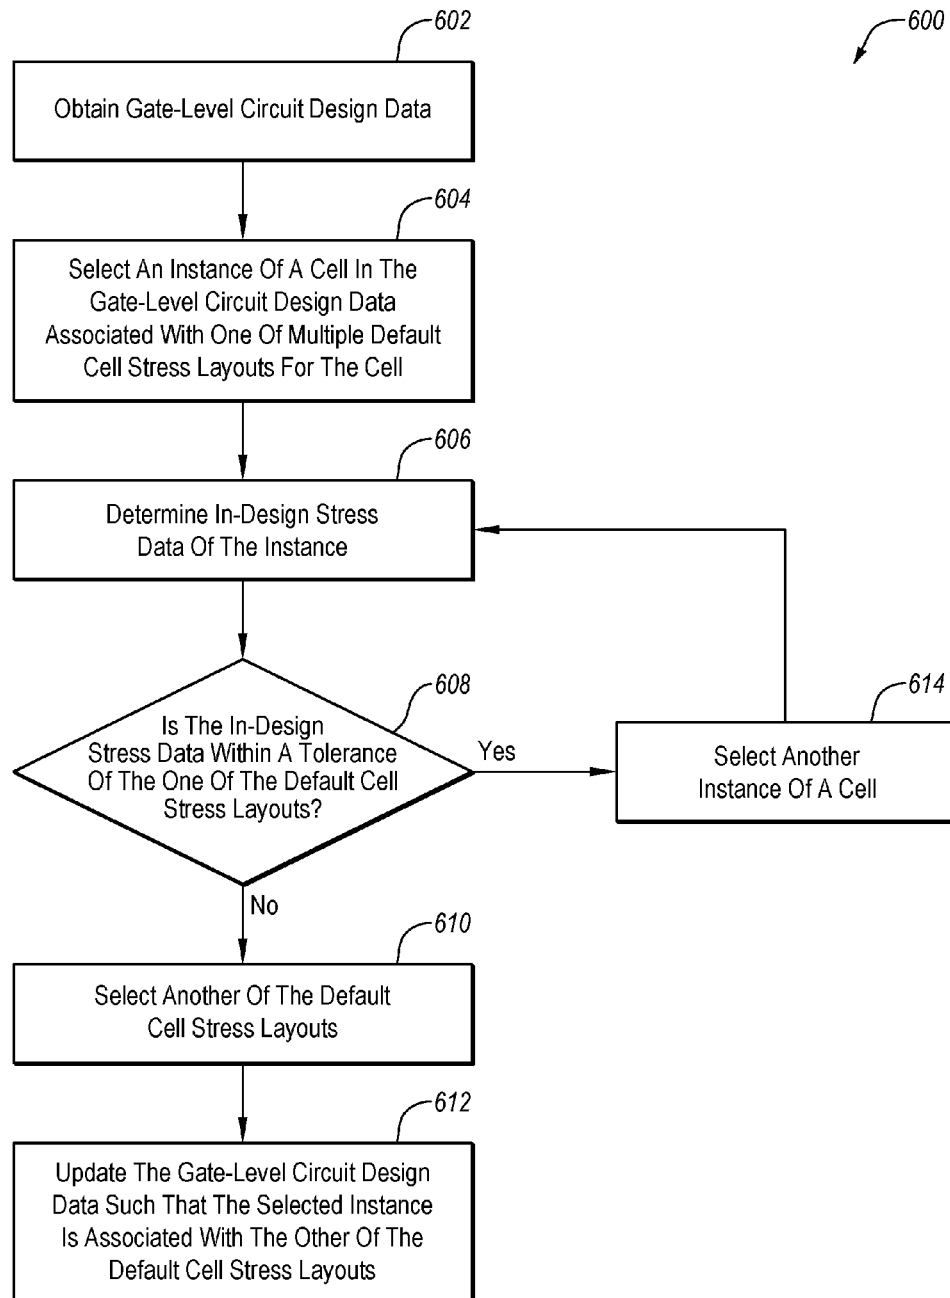 602
600
Obtain Gate-Level Circuit Design Data
604
Select An Instance Of A Cell In The
Gate-Level Circuit Design Data
Associated With One Of Multiple Default
Cell Stress Layouts For The Cell
606
Determine In-Design Stress
Data Of The Instance
608
Is The In-Design
Stress Data Within A Tolerance
Of The One Of The Default Cell
Stress Layouts?
Yes
614
Select Another
Instance Of A Cell
No
610
Select Another Of The Default
Cell Stress Layouts
612
Update The Gate-Level Circuit Design
Data Such That The Selected Instance
Is Associated With The Other Of The
Default Cell Stress Layouts